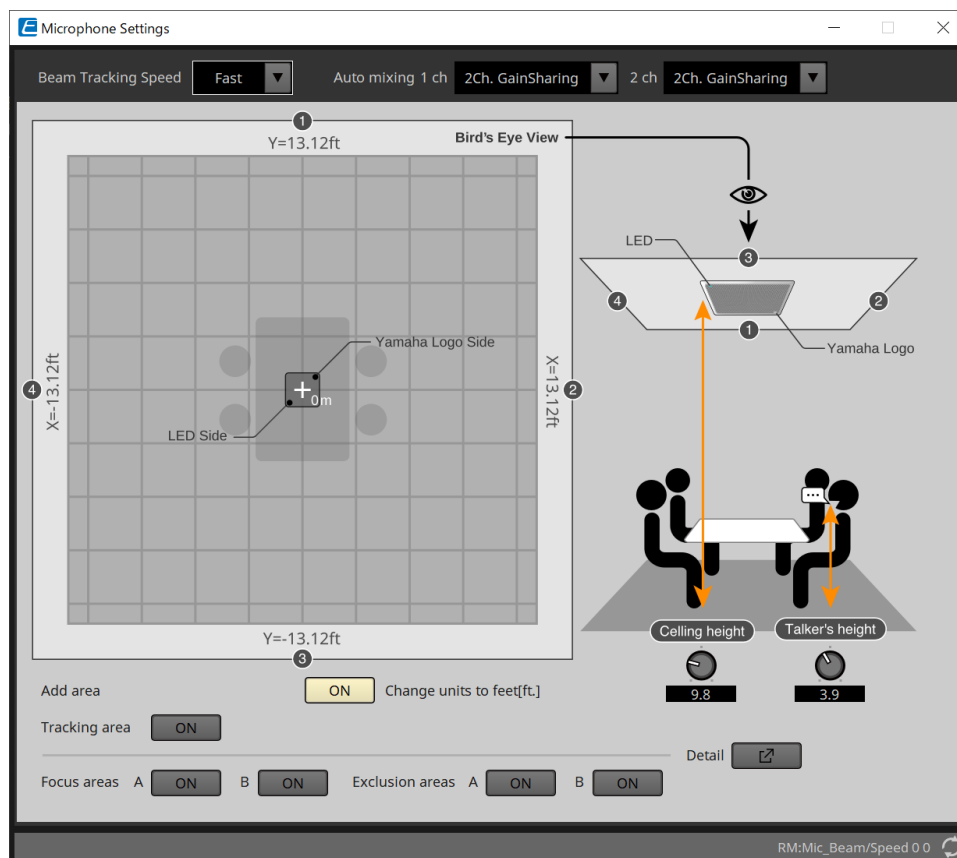 Microphone Settings
Beam Tracking Speed Fast Auto mixing 1 ch 2Ch. GainSharing 2 ch 2Ch. GainSharing
1
Y=13.12ft
Bird's Eye View
LED
3
4
2
1
Yamaha Logo
Yamaha Logo Side
4
X=-13.12ft
0m
X=13.12ft
2
LED Side
Y=-13.12ft
3
Celling height
Talker's height
9.8
3.9
Add area
ON Change units to feet[ft.]
Tracking area ON
Detail
Focus areas A ON B ON Exclusion areas A ON B ON
RM:Mic_Beam/Speed 0 0